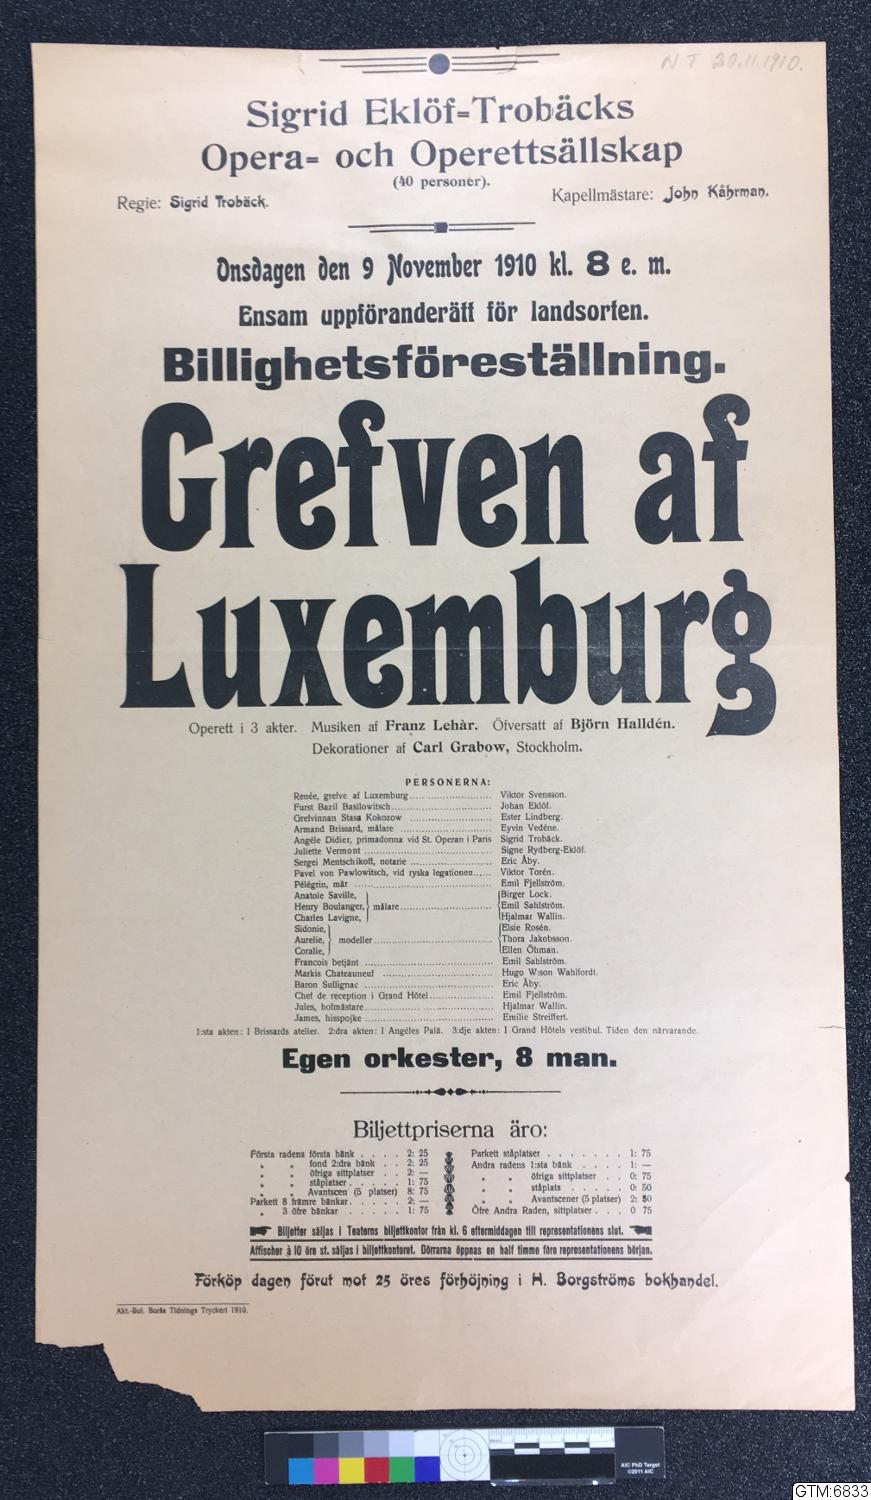 N T 20.11.1910.
Sigrid Eklöf=Trobäcks
Opera= och Operettsällskap
(40 personer).
Regie: Sigrid Trobäck.
Kapellmästare: John Kåhrman.
Onsdagen den 9 November 1910 kl. 8 e. m.
Ensam uppföranderätt för landsorten.
Billighetsföreställning.
Grefven af
Luxemburg
Operett i 3 akter. Musiken af Franz Lehàr. Öfversatt af Björn Halldén.
Dekorationer af Carl Grabow, Stockholm.
PERSONERNA:
Renée, grefve af Luxemburg ........ Viktor Svensson.
Furst Bazil Basilowitsch ........ Johan Eklöf.
Grefvinnan Stasa Kokozow ........ Ester Lindberg.
Armand Brissard, målare ........ Eyvin Vedéne.
Angéle Didier, primadonna vid St. Operan i Paris Sigrid Trobäck.
Juliette Vermont ........ Signe Rydberg-Eklöf.
Sergei Mentschikoff, notarie ........ Eric Åby.
Pavel von Pawlowitsch, vid ryska legationen ...... Viktor Torén.
Pélégrin, mär ........ Emil Fjellström.
Anatole Saville, Birger Lock.
Henry Boulanger, målare ........ Emil Sahlström.
Charles Lavigne, Hjalmar Wallin.
Sidonie, Elsie Rosén.
Aurelie, modeller ........ Thora Jakobsson.
Coralie, Ellen Öhman.
Francois betjänt ........ Emil Sahlström.
Markis Chateauneuf ........ Hugo W:son Wahlfordt.
Baron Sullignac ........ Eric Åby.
Chef de reception i Grand Hôtel ........ Emil Fjellström.
Jules, hofmästare ........ Hjalmar Wallin.
James, hisspojke ........ Emilie Streiffert.
1:sta akten: I Brissards atelier. 2:dra akten: I Angéles Palä. 3:dje akten: I Grand Hôtels vestibul. Tiden den närvarande.
Egen orkester, 8 man.
Biljettpriserna äro:
Första radens första bänk . . . . 2: 25
„ „ fond 2:dra bänk . . 2: 25
„ „ öfriga sittplatser . . 2: —
„ „ ståplatser . . . . . 1: 75
„ „ Avantscen (5 platser) 8: 75
Parkett 8 främre bänkar . . . . . 2: —
„ 3 öfre bänkar . . . . . 1: 75
Parkett ståplatser . . . . . . . 1: 75
Andra radens 1:sta bänk . . . . 1: —
„ „ öfriga sittplatser . . 0: 75
„ „ ståplats . . . . . 0: 50
„ „ Avantscener (5 platser) 2: 50
Öfre Andra Raden, sittplatser . . . 0 75
Biljetter säljas i Teaterns biljettkontor från kl. 6 eftermiddagen till representationens slut.
Affischer à 10 öre st. säljas i biljettkontoret. Dörrarna öppnas en half timme före representationens början.
Förköp dagen förut mot 25 öres förhöjning i H. Borgströms bokhandel.
Akt.-Bol. Borås Tidnings Tryckeri 1910.
AIC PhD Target
©2011 AIC
GTM:6833